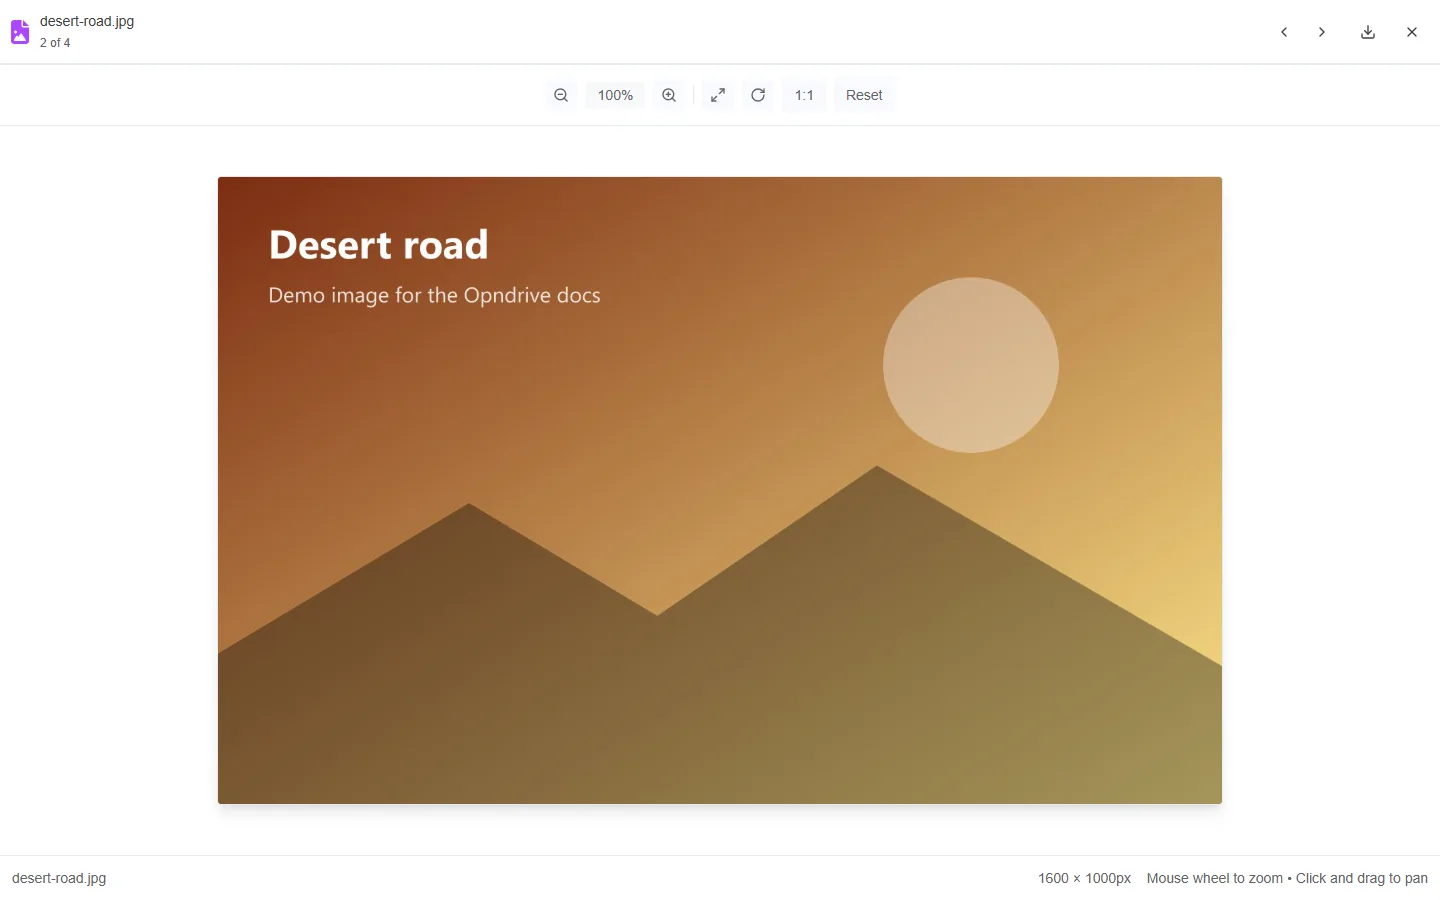 desert-road.jpg
2 of 4
100%
1:1
Reset
Desert road
Demo image for the Opndrive docs
desert-road.jpg
1600 × 1000px
Mouse wheel to zoom • Click and drag to pan